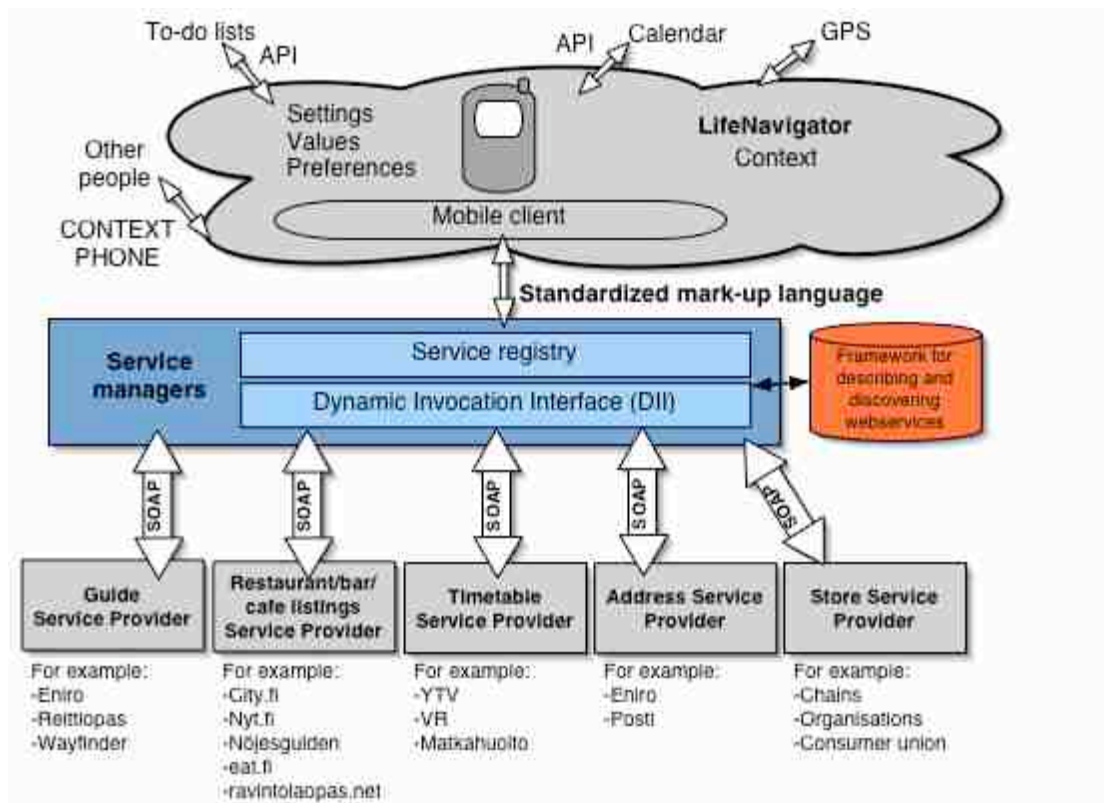 To-do lists
API
API
Calendar
GPS
Settings
Values
Preferences
LifeNavigator
Context
Other
people
CONTEXT
PHONE
Mobile client
Standardized mark-up language
Service
managers
Service registry
Dynamic Invocation Interface (DII)
Framework for
describing and
discovering
webservices
SOAP
SOAP
SOAP
SOAP
SOAP
Guide
Service Provider
Restaurant/bar/
cafe listings
Service Provider
Timetable
Service Provider
Address Service
Provider
Store Service
Provider
For example:
-Eniro
-Reittiopas
-Wayfinder
For example:
-City.fi
-Nyt.fi
-Nöjesguiden
-eat.fi
-ravintolaopas.net
For example:
-YTV
-VR
-Matkahuolto
For example:
-Eniro
-Posti
For example:
-Chains
-Organisations
-Consumer union